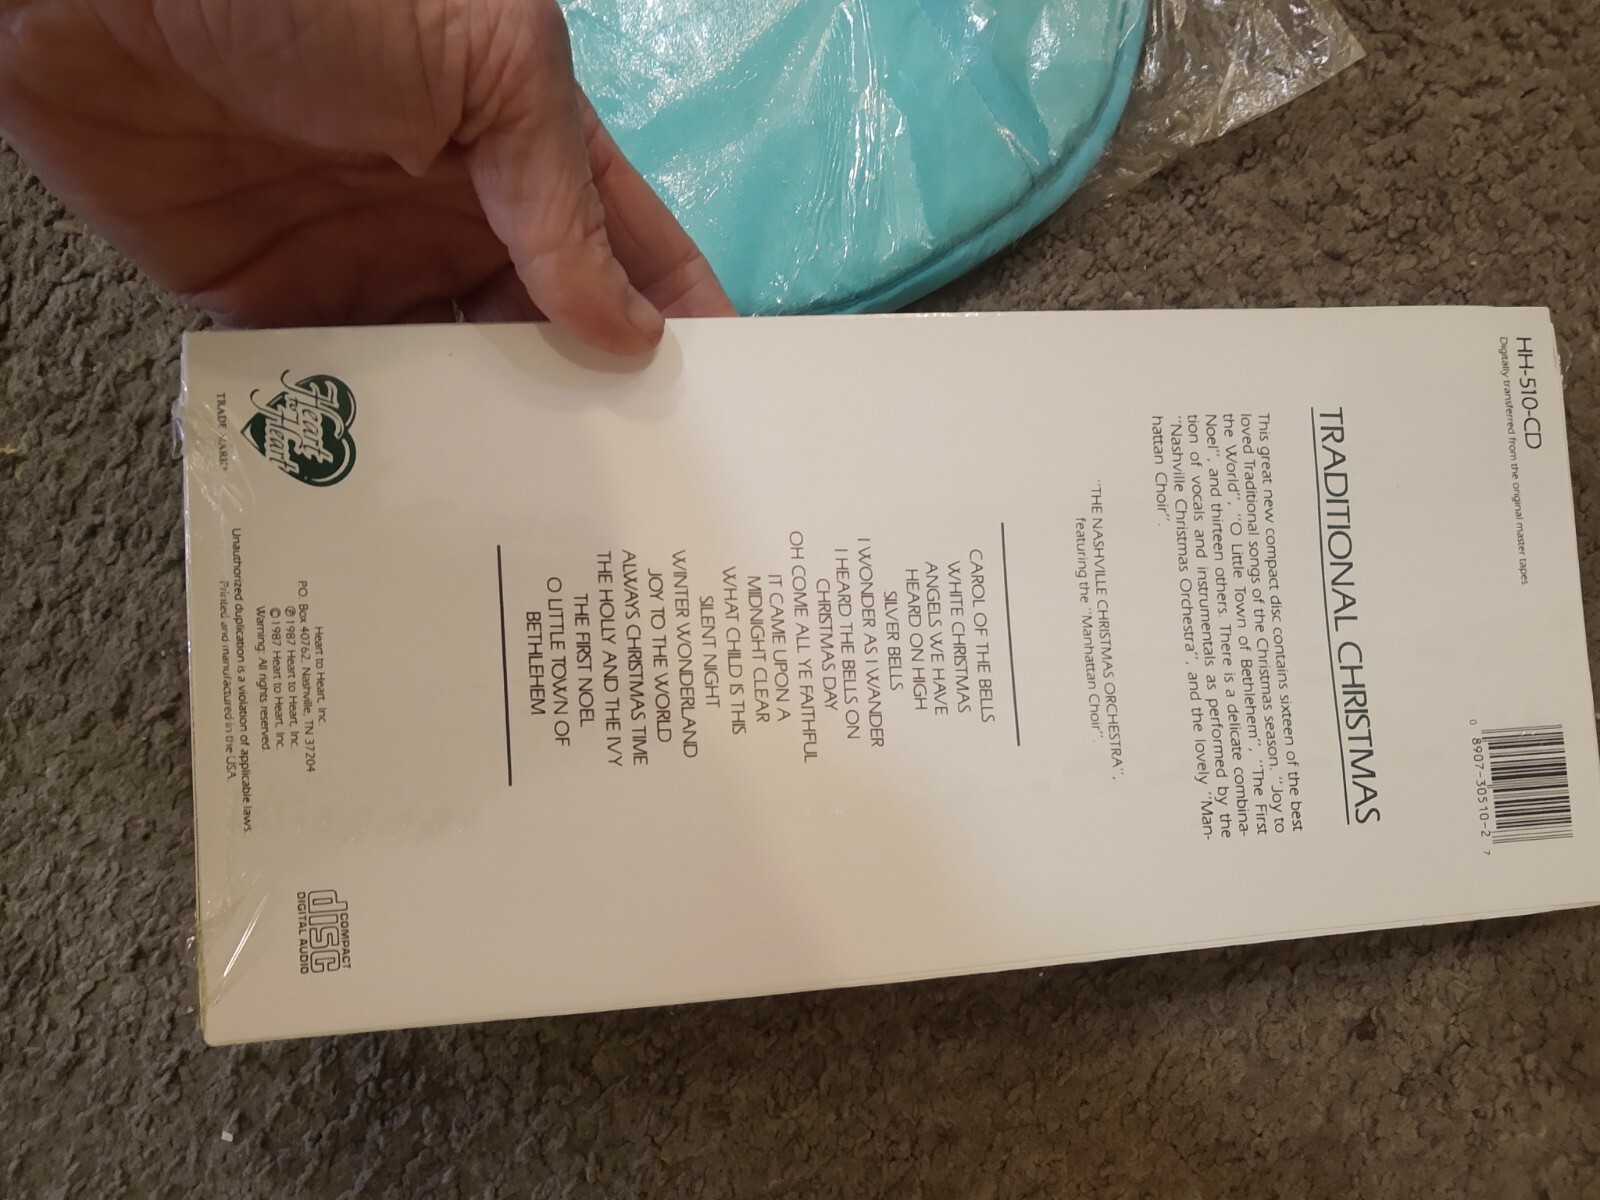 HH-510-CD
Digitally transferred from the original master tapes
0 8907-30510-2 7
TRADITIONAL CHRISTMAS
This great new compact disc contains sixteen of the best
loved Traditional songs of the Christmas season. "Joy to
the World", "O Little Town of Bethlehem", "The First
Noel", and thirteen others. There is a delicate combina-
tion of vocals and instrumentals as performed by the
"Nashville Christmas Orchestra", and the lovely "Man-
hattan Choir".
"THE NASHVILLE CHRISTMAS ORCHESTRA",
featuring the "Manhattan Choir".
CAROL OF THE BELLS
WHITE CHRISTMAS
ANGELS WE HAVE
HEARD ON HIGH
SILVER BELLS
I WONDER AS I WANDER
I HEARD THE BELLS ON
CHRISTMAS DAY
OH COME ALL YE FAITHFUL
IT CAME UPON A
MIDNIGHT CLEAR
WHAT CHILD IS THIS
SILENT NIGHT
WINTER WONDERLAND
JOY TO THE WORLD
ALWAYS CHRISTMAS TIME
THE HOLLY AND THE IVY
THE FIRST NOEL
O LITTLE TOWN OF
BETHLEHEM
Heart
to
Heart
TRADEMARK
Heart to Heart, Inc.
P.O. Box 40762, Nashville, TN 37204
℗ 1987 Heart to Heart, Inc.
© 1987 Heart to Heart, Inc.
Warning: All rights reserved.
Unauthorized duplication is a violation of applicable laws.
Printed and manufactured in the USA.
COMPACT
disc
DIGITAL AUDIO